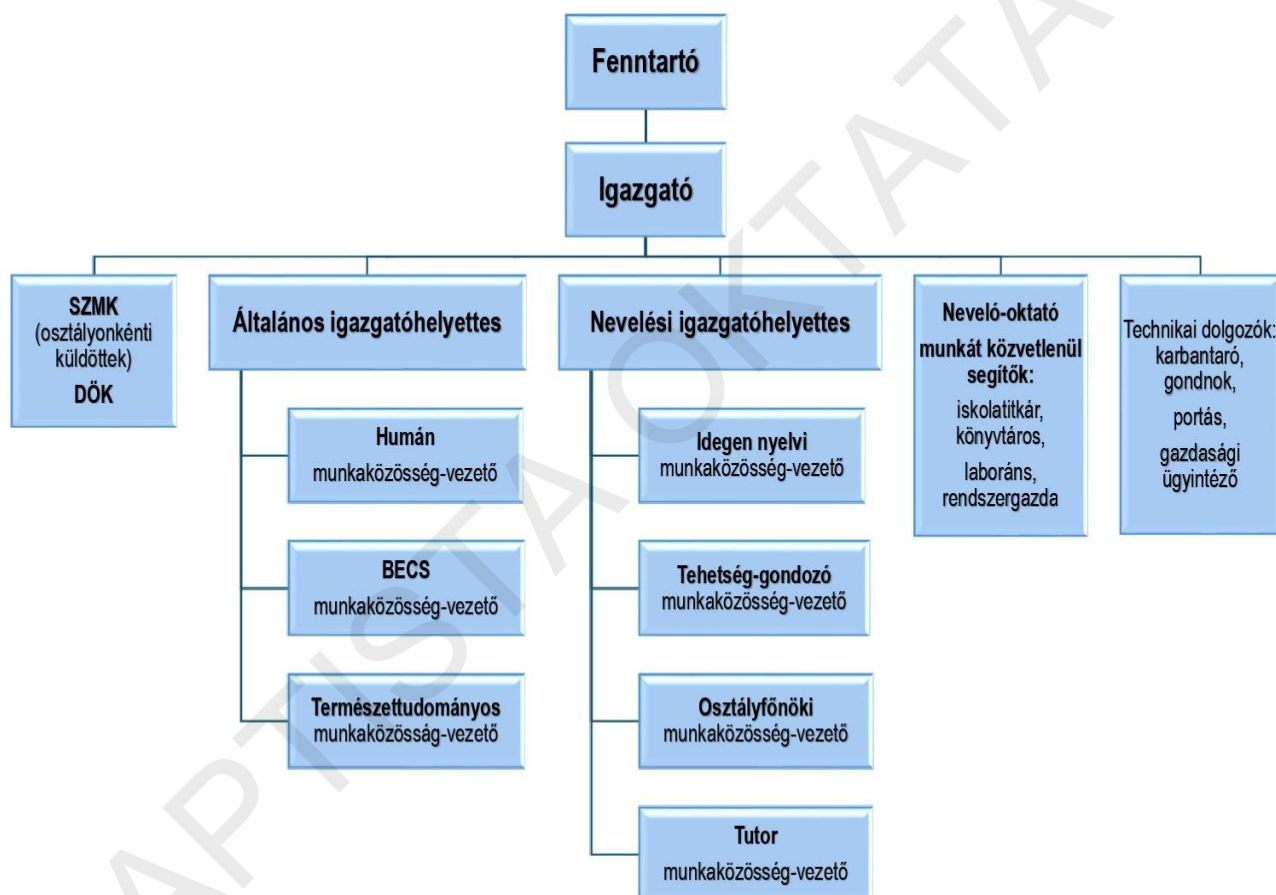 Fenntartó
Igazgató
SZMK
(osztályonkénti
küldöttek)
DÖK
Általános igazgatóhelyettes
Humán
munkaközösség-vezető
BECS
munkaközösség-vezető
Természettudományos
munkaközösság-vezető
Nevelési igazgatóhelyettes
Idegen nyelvi
munkaközösség-vezető
Tehetség-gondozó
munkaközösség-vezető
Osztályfőnöki
munkaközösség-vezető
Tutor
munkaközösség-vezető
Nevelő-oktató
munkát közvetlenül
segítők:
iskolatitkár,
könyvtáros,
laboráns,
rendszergazda
Technikai dolgozók:
karbantaró,
gondnok,
portás,
gazdasági
ügyintéző
APTISTA OKTATA